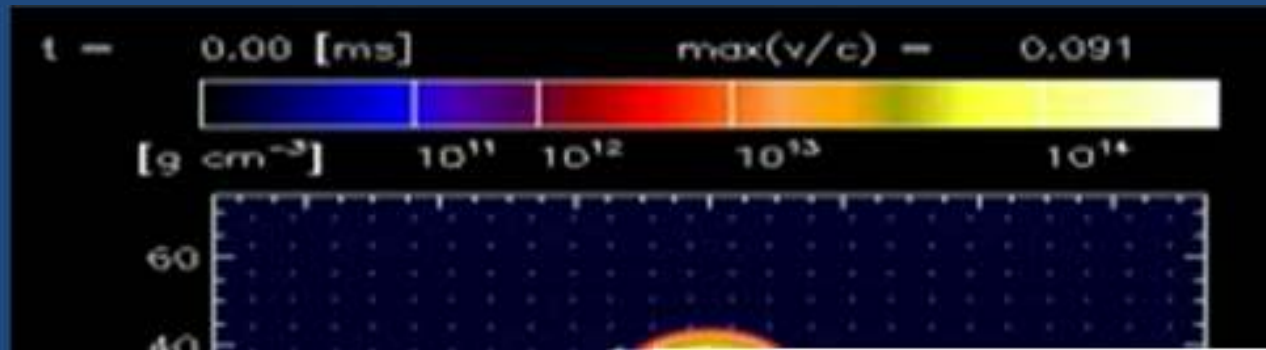 t = 0.00 [ms] max(v/c) = 0.091
[g cm⁻³] 10¹¹ 10¹² 10¹³ 10¹⁴
60
40